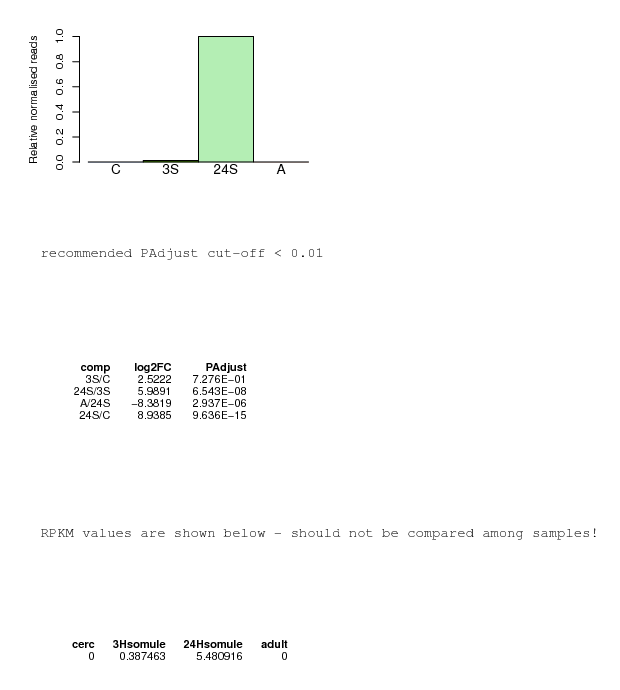 Relative normalised reads
1.0
0.8
0.6
0.4
0.2
0.0
C 3S 24S A
recommended PAdjust cut-off < 0.01
comp log2FC PAdjust
3S/C 2.5222 7.276E−01
24S/3S 5.9891 6.543E−08
A/24S −8.3819 2.937E−06
24S/C 8.9385 9.636E−15
RPKM values are shown below - should not be compared among samples!
cerc 3Hsomule 24Hsomule adult
0 0.387463 5.480916 0